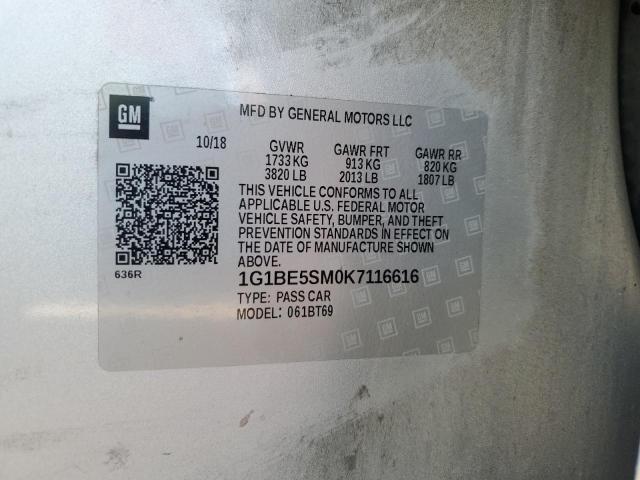 GM
MFD BY GENERAL MOTORS LLC
10/18 GVWR GAWR FRT GAWR RR
1733 KG 913 KG 820 KG
3820 LB 2013 LB 1807 LB
THIS VEHICLE CONFORMS TO ALL
APPLICABLE U.S. FEDERAL MOTOR
VEHICLE SAFETY, BUMPER, AND THEFT
PREVENTION STANDARDS IN EFFECT ON
THE DATE OF MANUFACTURE SHOWN
ABOVE.
636R
1G1BE5SM0K7116616
TYPE: PASS CAR
MODEL: 061BT69